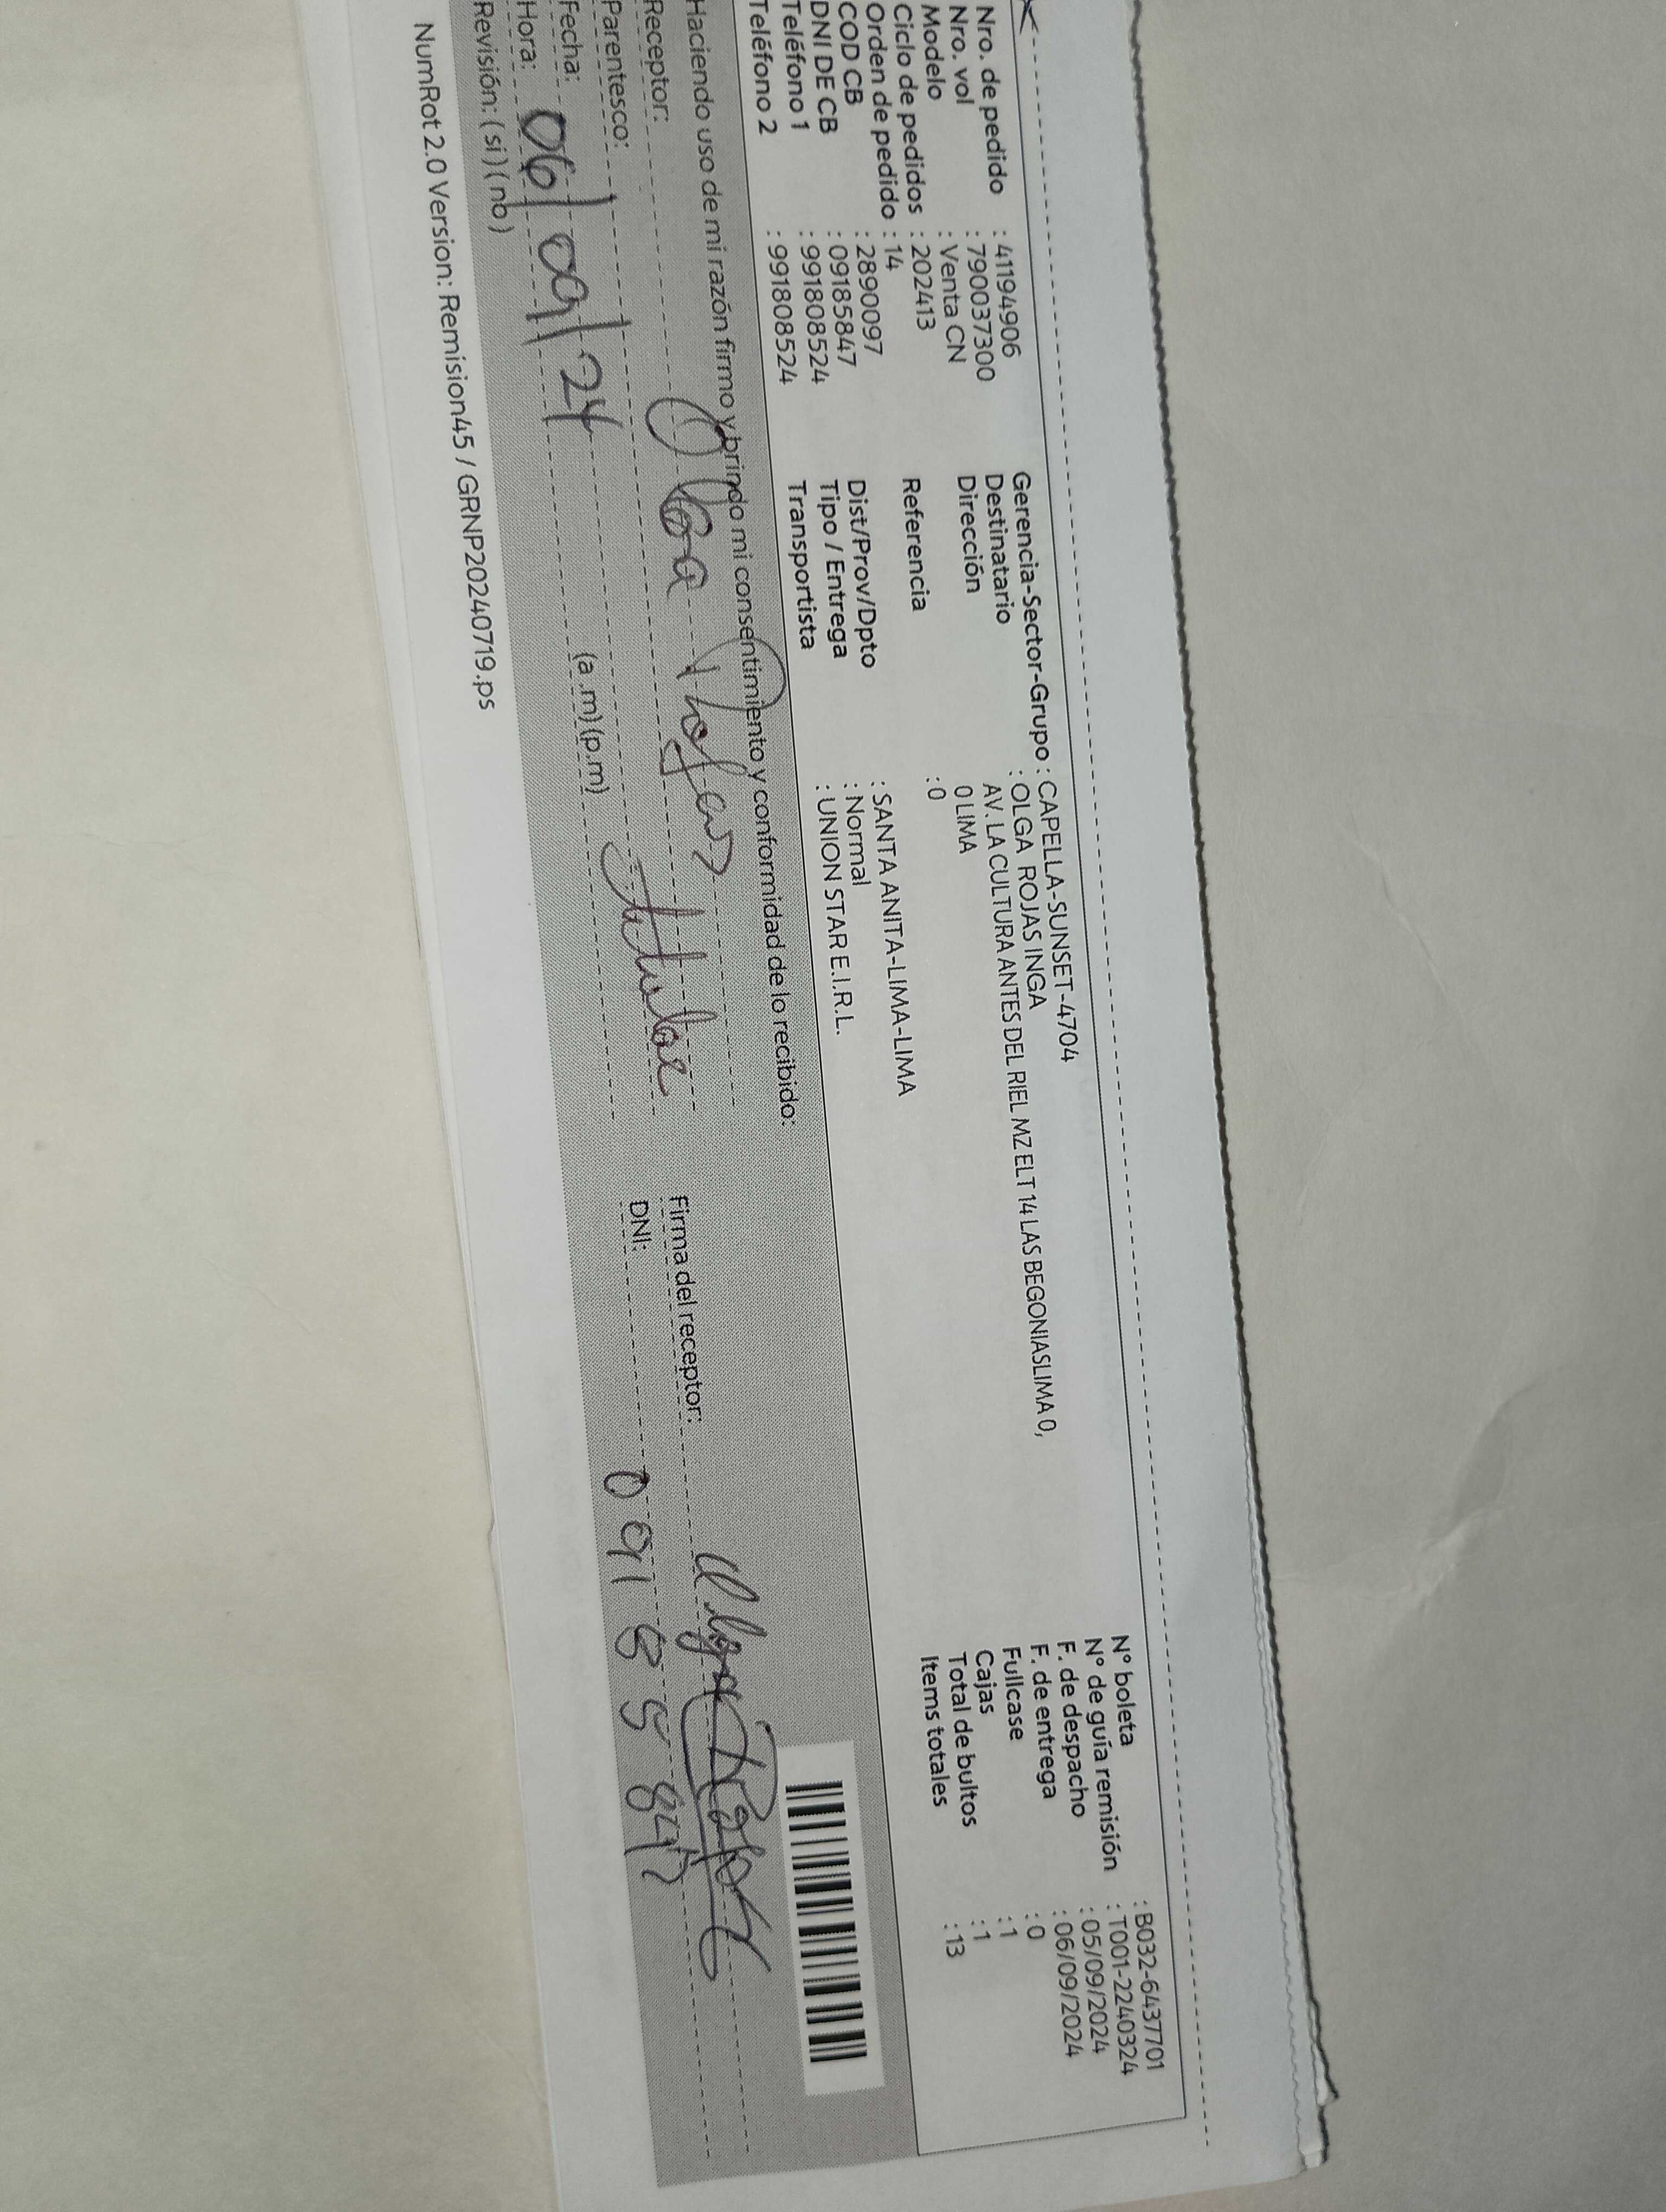 Nro. de pedido : 41194906
Nro. vol : 7900037300
Modelo : Venta CN
Ciclo de pedidos : 202413
Orden de pedido : 14
COD CB : 2890097
DNI DE CB : 09185847
Teléfono 1 : 991808524
Teléfono 2 : 991808524
Gerencia-Sector-Grupo : CAPELLA-SUNSET-4704
Destinatario : OLGA ROJAS INGA
Dirección AV. LA CULTURA ANTES DEL RIEL MZ ELT 14 LAS BEGONIASLIMA 0,
0 LIMA
Referencia : 0
Dist/Prov/Dpto : SANTA ANITA-LIMA-LIMA
Tipo / Entrega : Normal
Transportista : UNION STAR E.I.R.L.
N° boleta : B032-6437701
N° de guía remisión : T001-2240324
F. de despacho : 05/09/2024
F. de entrega : 06/09/2024
Fullcase : 0
Cajas : 1
Total de bultos : 1
Items totales : 13
Haciendo uso de mi razón firmo y brindo mi consentimiento y conformidad de lo recibido:
Receptor: Olga Rojas
Parentesco: titular
Fecha: 06/09/24
Hora: (a.m) (p.m)
Revisión: ( si ) ( no )
Firma del receptor: Olga Rojas
DNI: 09185847
NumRot 2.0 Version: Remision45 / GRNP20240719.ps